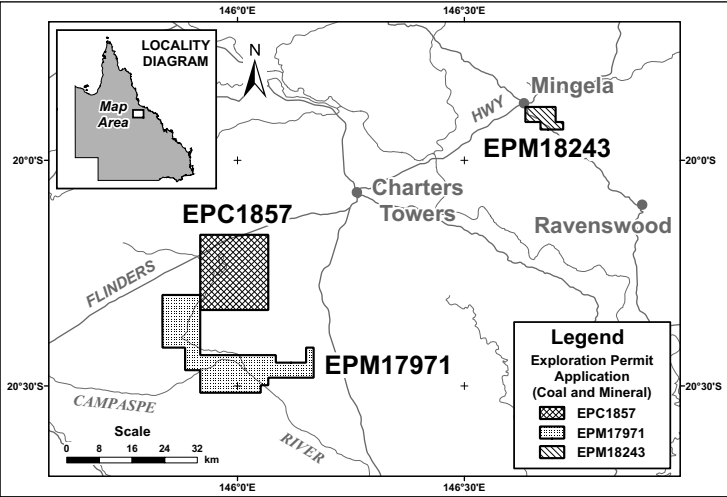 146°0'E
146°30'E
LOCALITY
DIAGRAM
Map
Area
N
HWY
Mingela
EPM18243
20°0'S
20°0'S
Charters
Towers
EPC1857
Ravenswood
FLINDERS
EPM17971
20°30'S
20°30'S
CAMPASPE
RIVER
Scale
0 8 16 24 32
km
Legend
Exploration Permit
Application
(Coal and Mineral)
EPC1857
EPM17971
EPM18243
146°0'E
146°30'E